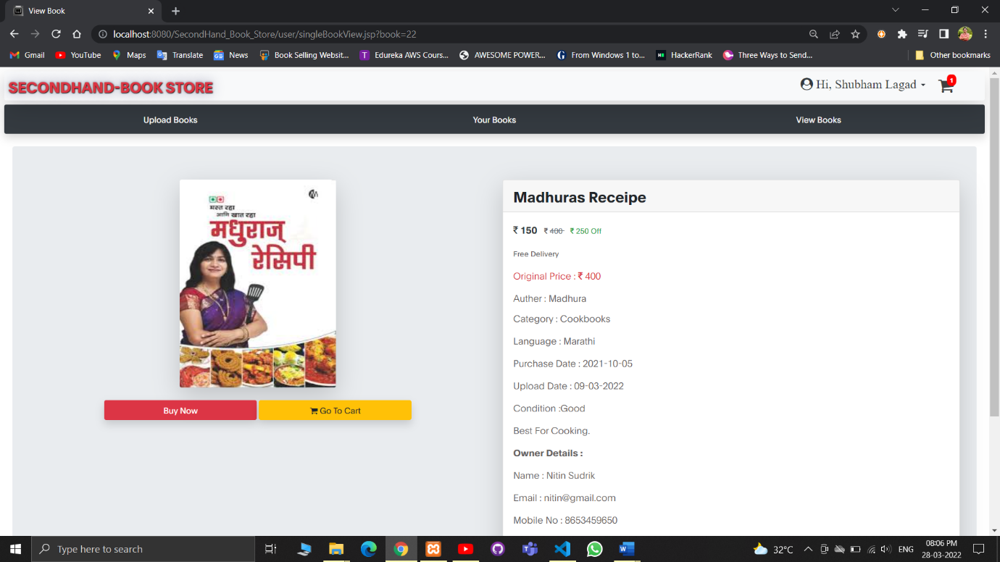 View Book
localhost:8080/SecondHand_Book_Store/user/singleBookView.jsp?book=22
Gmail YouTube Maps Translate News Book Selling Websit... Edureka AWS Cours... AWESOME POWER... From Windows 1 to... HackerRank Three Ways to Send... Other bookmarks
SECONDHAND-BOOK STORE
Hi, Shubham Lagad
1
Upload Books Your Books View Books
मस्त रहा
आणि खात रहा
मधुराज्
रेसिपी
Buy Now
Go To Cart
Madhuras Receipe
₹ 150 ₹ 400 ₹ 250 Off
Free Delivery
Original Price : ₹ 400
Auther : Madhura
Category : Cookbooks
Language : Marathi
Purchase Date : 2021-10-05
Upload Date : 09-03-2022
Condition :Good
Best For Cooking.
Owner Details :
Name : Nitin Sudrik
Email : nitin@gmail.com
Mobile No : 8653459650
Type here to search
32°C
ENG
08:06 PM
28-03-2022